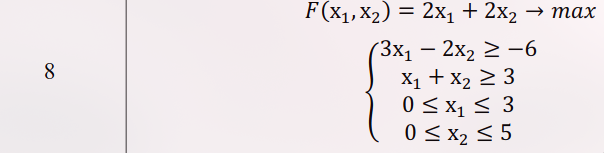 F(x₁, x₂) = 2x₁ + 2x₂ → max
3x₁ − 2x₂ ≥ −6
8
x₁ + x₂ ≥ 3
0 ≤ x₁ ≤ 3
0 ≤ x₂ ≤ 5